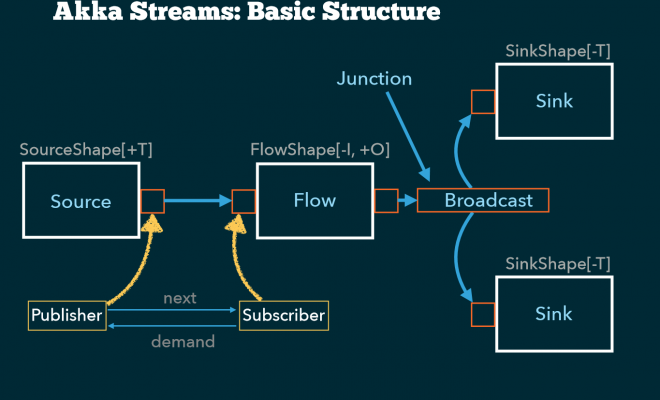 Akka Streams: Basic Structure
SinkShape[-T]
Junction
Sink
SourceShape[+T]
FlowShape[-I, +O]
Source
Flow
Broadcast
SinkShape[-T]
next
Publisher
Subscriber
Sink
demand